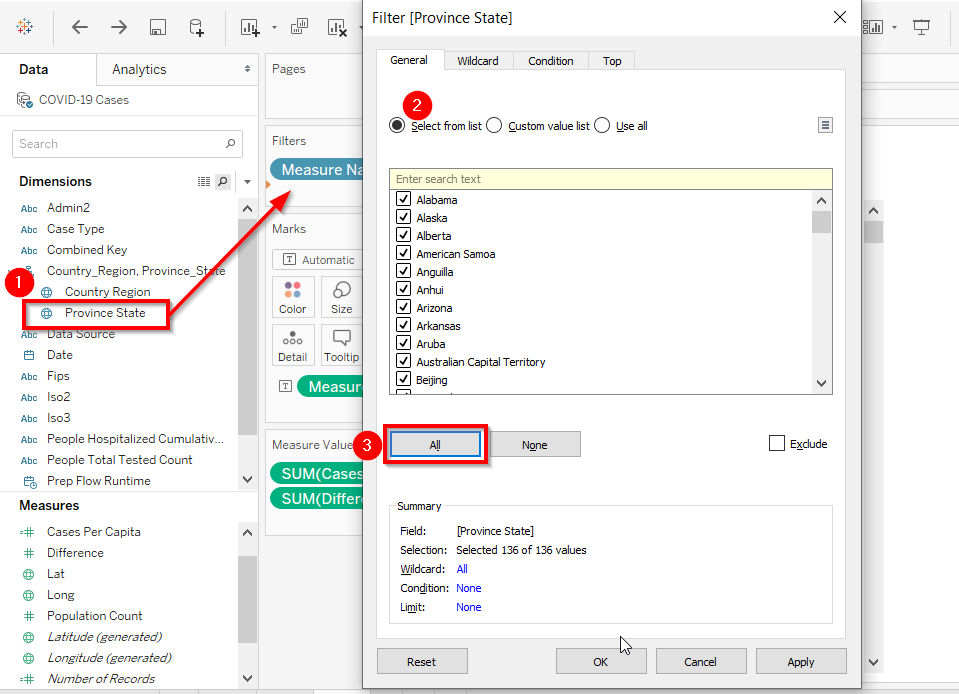 Filter [Province State]
Data
Analytics
COVID-19 Cases
Search
Dimensions
Abc Admin2
Abc Case Type
Abc Combined Key
Country_Region, Province_State
1
Country Region
Province State
Abc Data Source
Date
Abc Fips
Abc Iso2
Abc Iso3
Abc People Hospitalized Cumulativ...
Abc People Total Tested Count
Prep Flow Runtime
Measures
Cases Per Capita
Difference
Lat
Long
Population Count
Latitude (generated)
Longitude (generated)
Number of Records
Pages
Filters
Measure Na
Marks
T Automatic
Color
Size
Detail
Tooltip
T Measur
Measure Value
SUM(Cases
SUM(Differ
General
Wildcard
Condition
Top
2
Select from list
Custom value list
Use all
Enter search text
Alabama
Alaska
Alberta
American Samoa
Anguilla
Anhui
Arizona
Arkansas
Aruba
Australian Capital Territory
Beijing
3
All
None
Exclude
Summary
Field: [Province State]
Selection: Selected 136 of 136 values
Wildcard: All
Condition: None
Limit: None
Reset
OK
Cancel
Apply